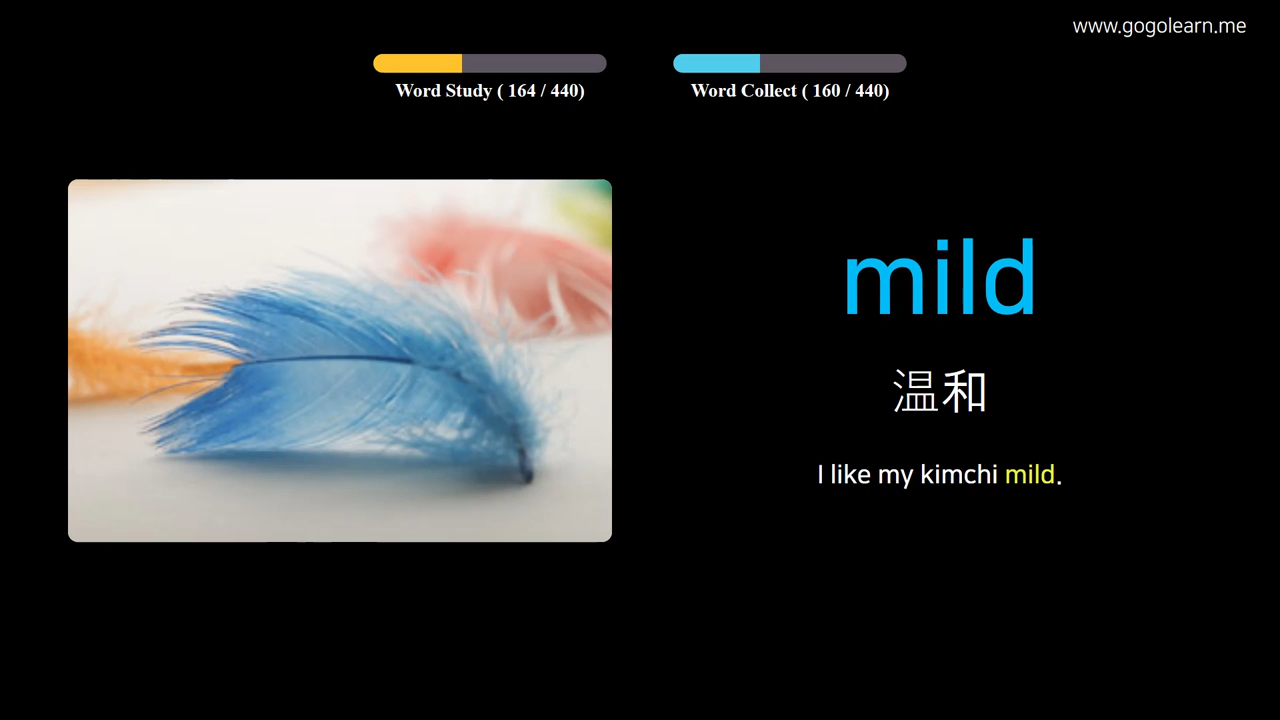 www.gogolearn.me
Word Study ( 164 / 440)
Word Collect ( 160 / 440)
mild
温和
I like my kimchi mild.